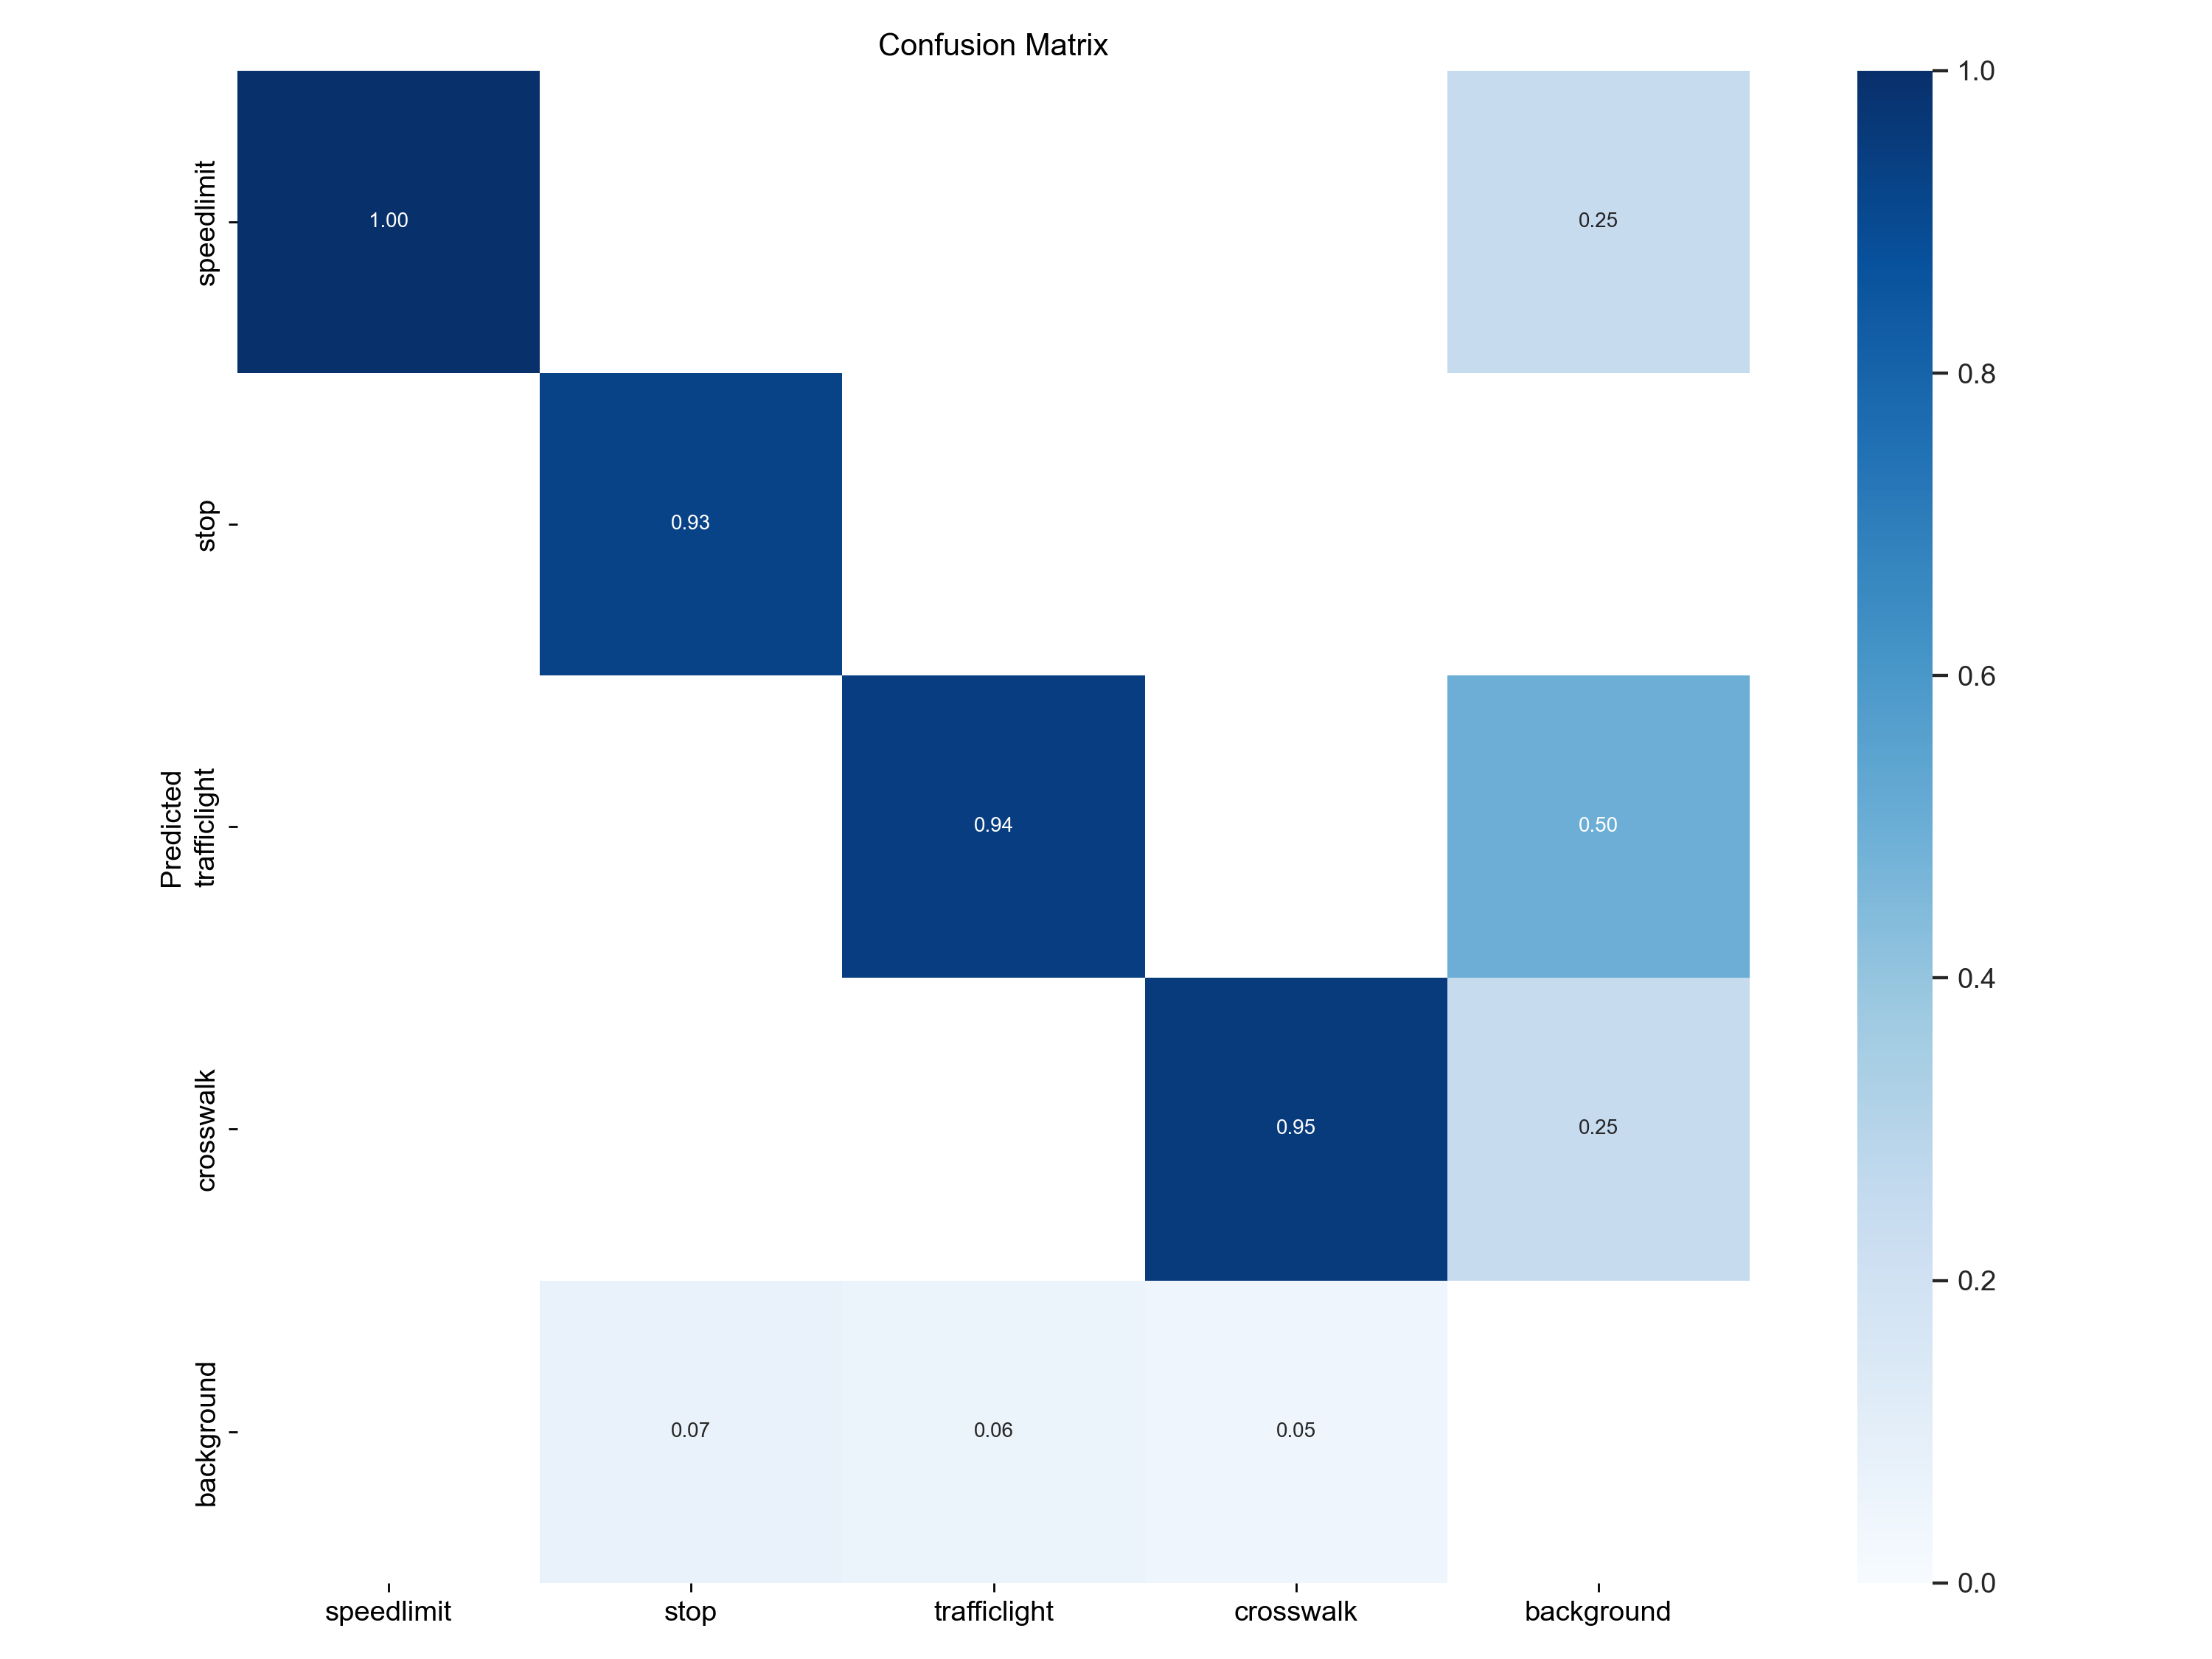 Confusion Matrix
speedlimit
stop
Predicted
trafficlight
crosswalk
background
1.00
0.25
0.93
0.94
0.50
0.95
0.25
0.07
0.06
0.05
speedlimit
stop
trafficlight
crosswalk
background
1.0
0.8
0.6
0.4
0.2
0.0